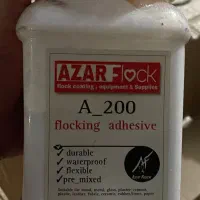 AZAR Flock
flock coating , equipment & Supplies
A_200
flocking adhesive
✓ durable
✓ waterproof
✓ flexible
✓ pre_mixed